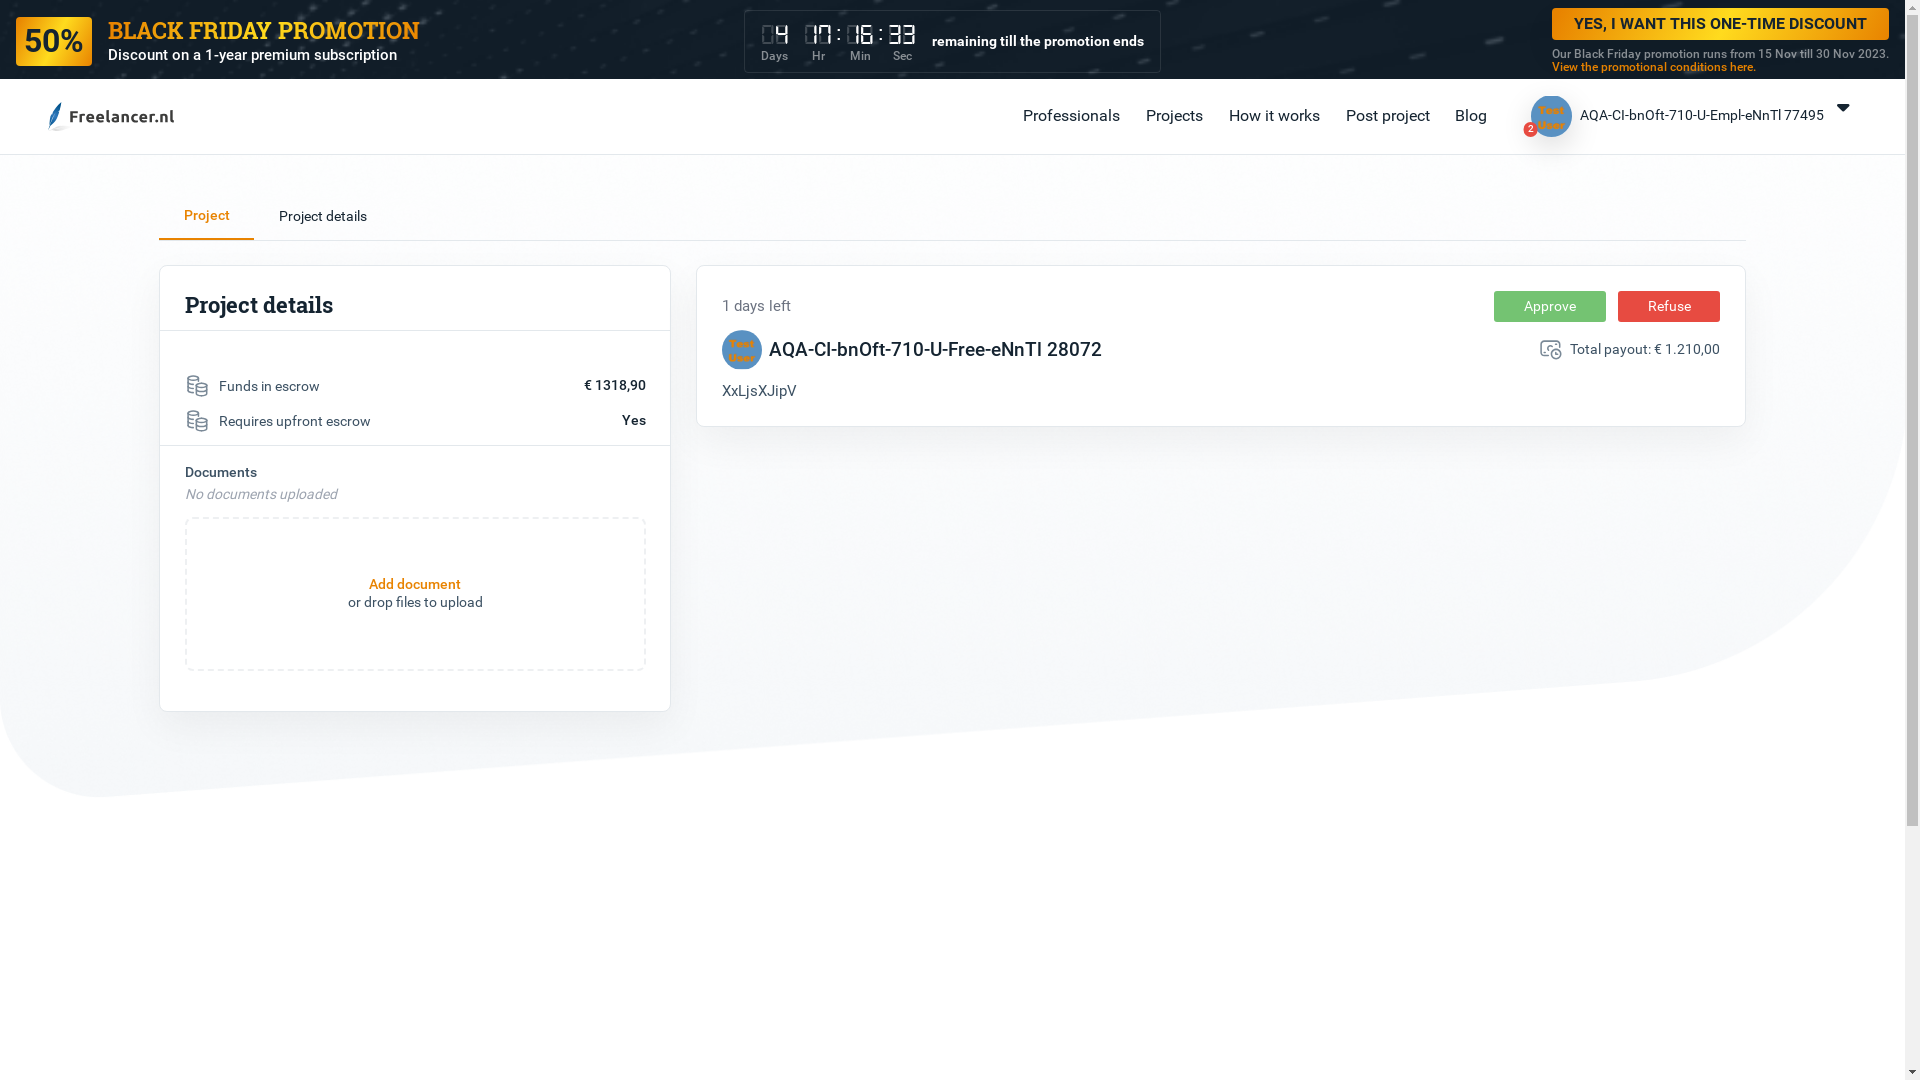 50%
BLACK FRIDAY PROMOTION
Discount on a 1-year premium subscription
4 17 : 16 : 33
Days Hr Min Sec
remaining till the promotion ends
YES, I WANT THIS ONE-TIME DISCOUNT
Our Black Friday promotion runs from 15 Nov till 30 Nov 2023.
View the promotional conditions here.
Freelancer.nl
Professionals
Projects
How it works
Post project
Blog
Test User
2
AQA-CI-bnOft-710-U-Empl-eNnTl 77495
Project
Project details
Project details
Funds in escrow € 1318,90
Requires upfront escrow Yes
Documents
No documents uploaded
Add document
or drop files to upload
1 days left
Approve
Refuse
Test User
AQA-CI-bnOft-710-U-Free-eNnTl 28072
Total payout: € 1.210,00
XxLjsXJipV